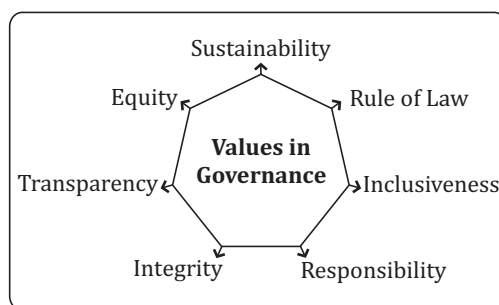 Sustainability
Equity
Rule of Law
Values in
Governance
Transparency
Inclusiveness
Integrity
Responsibility